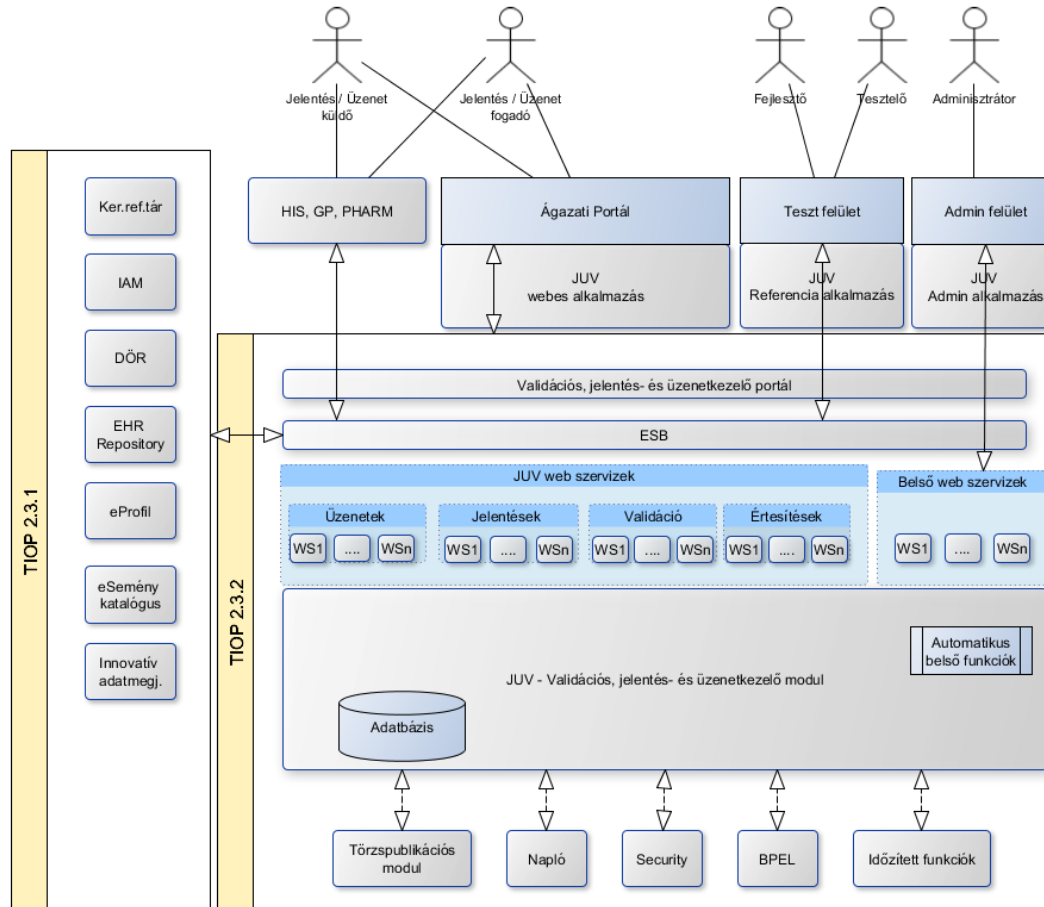 Jelentés / Üzenet
küldő
Jelentés / Üzenet
fogadó
Fejlesztő
Tesztelő
Adminisztrátor
TIOP 2.3.1
Ker.ref.tár
IAM
DÖR
EHR
Repository
eProfil
eSemény
katalógus
Innovatív
adatmegj.
HIS, GP, PHARM
Ágazati Portál
JUV
webes alkalmazás
Teszt felület
JUV
Referencia alkalmazás
Admin felület
JUV
Admin alkalmazás
TIOP 2.3.2
Validációs, jelentés- és üzenetkezelő portál
ESB
JUV web szervizek
Üzenetek
WS1 .... WSn
Jelentések
WS1 .... WSn
Validáció
WS1 .... WSn
Értesítések
WS1 .... WSn
Belső web szervizek
WS1 .... WSn
Automatikus
belső funkciók
JUV - Validációs, jelentés- és üzenetkezelő modul
Adatbázis
Törzspublikációs
modul
Napló
Security
BPEL
Időzített funkciók